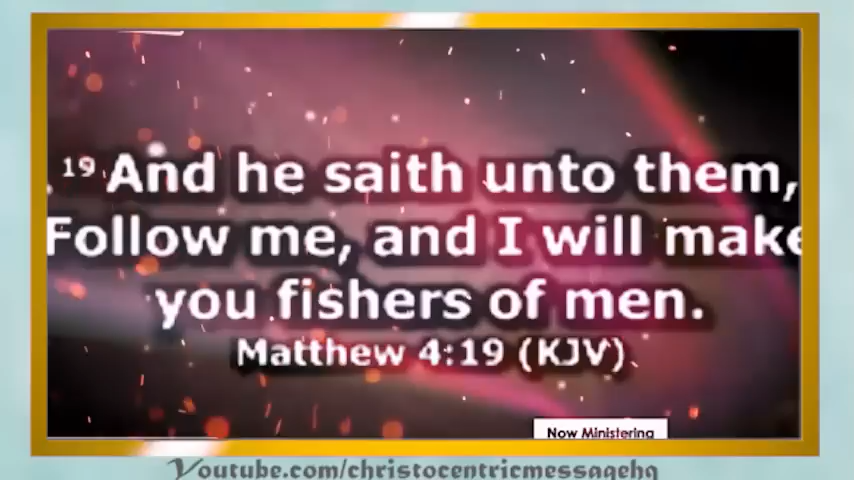 19 And he saith unto them,
Follow me, and I will make
you fishers of men.
Matthew 4:19 (KJV)
Now Ministering
Youtube.com/christocentricmessagehq